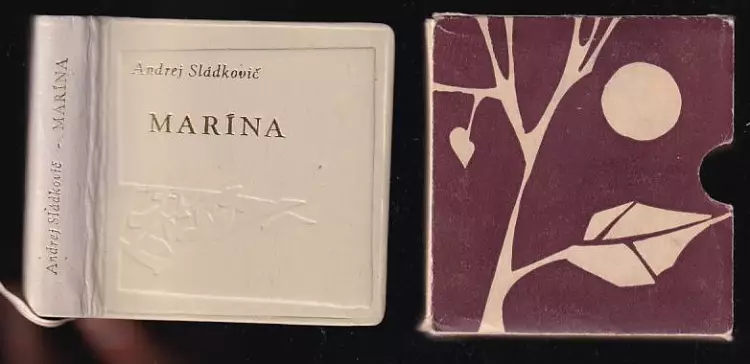 Andrej Sládkovič - MARÍNA
Andrej Sládkovič
MARÍNA